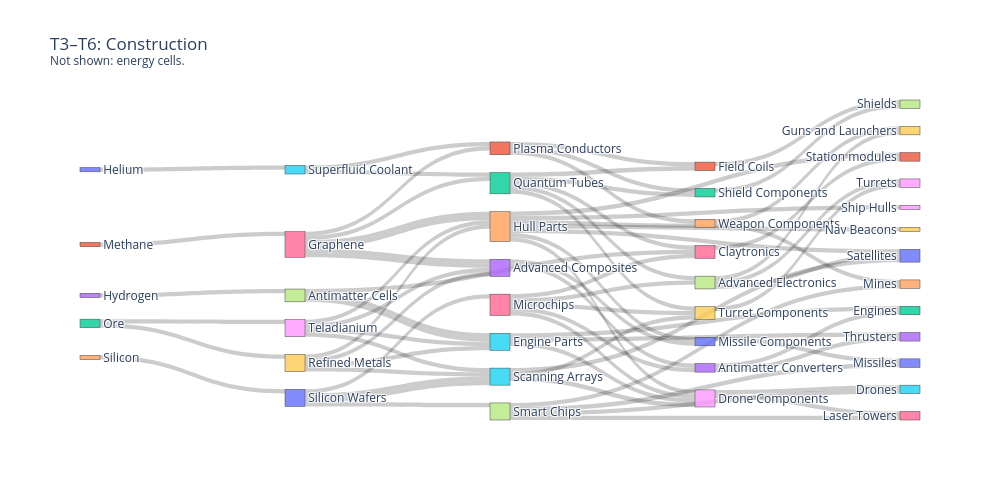 T3–T6: Construction
Not shown: energy cells.
Helium
Methane
Hydrogen
Ore
Silicon
Superfluid Coolant
Graphene
Antimatter Cells
Teladianium
Refined Metals
Silicon Wafers
Plasma Conductors
Quantum Tubes
Hull Parts
Advanced Composites
Microchips
Engine Parts
Scanning Arrays
Smart Chips
Field Coils
Shield Components
Weapon Components
Claytronics
Advanced Electronics
Turret Components
Missile Components
Antimatter Converters
Drone Components
Shields
Guns and Launchers
Station modules
Turrets
Ship Hulls
Nav Beacons
Satellites
Mines
Engines
Thrusters
Missiles
Drones
Laser Towers